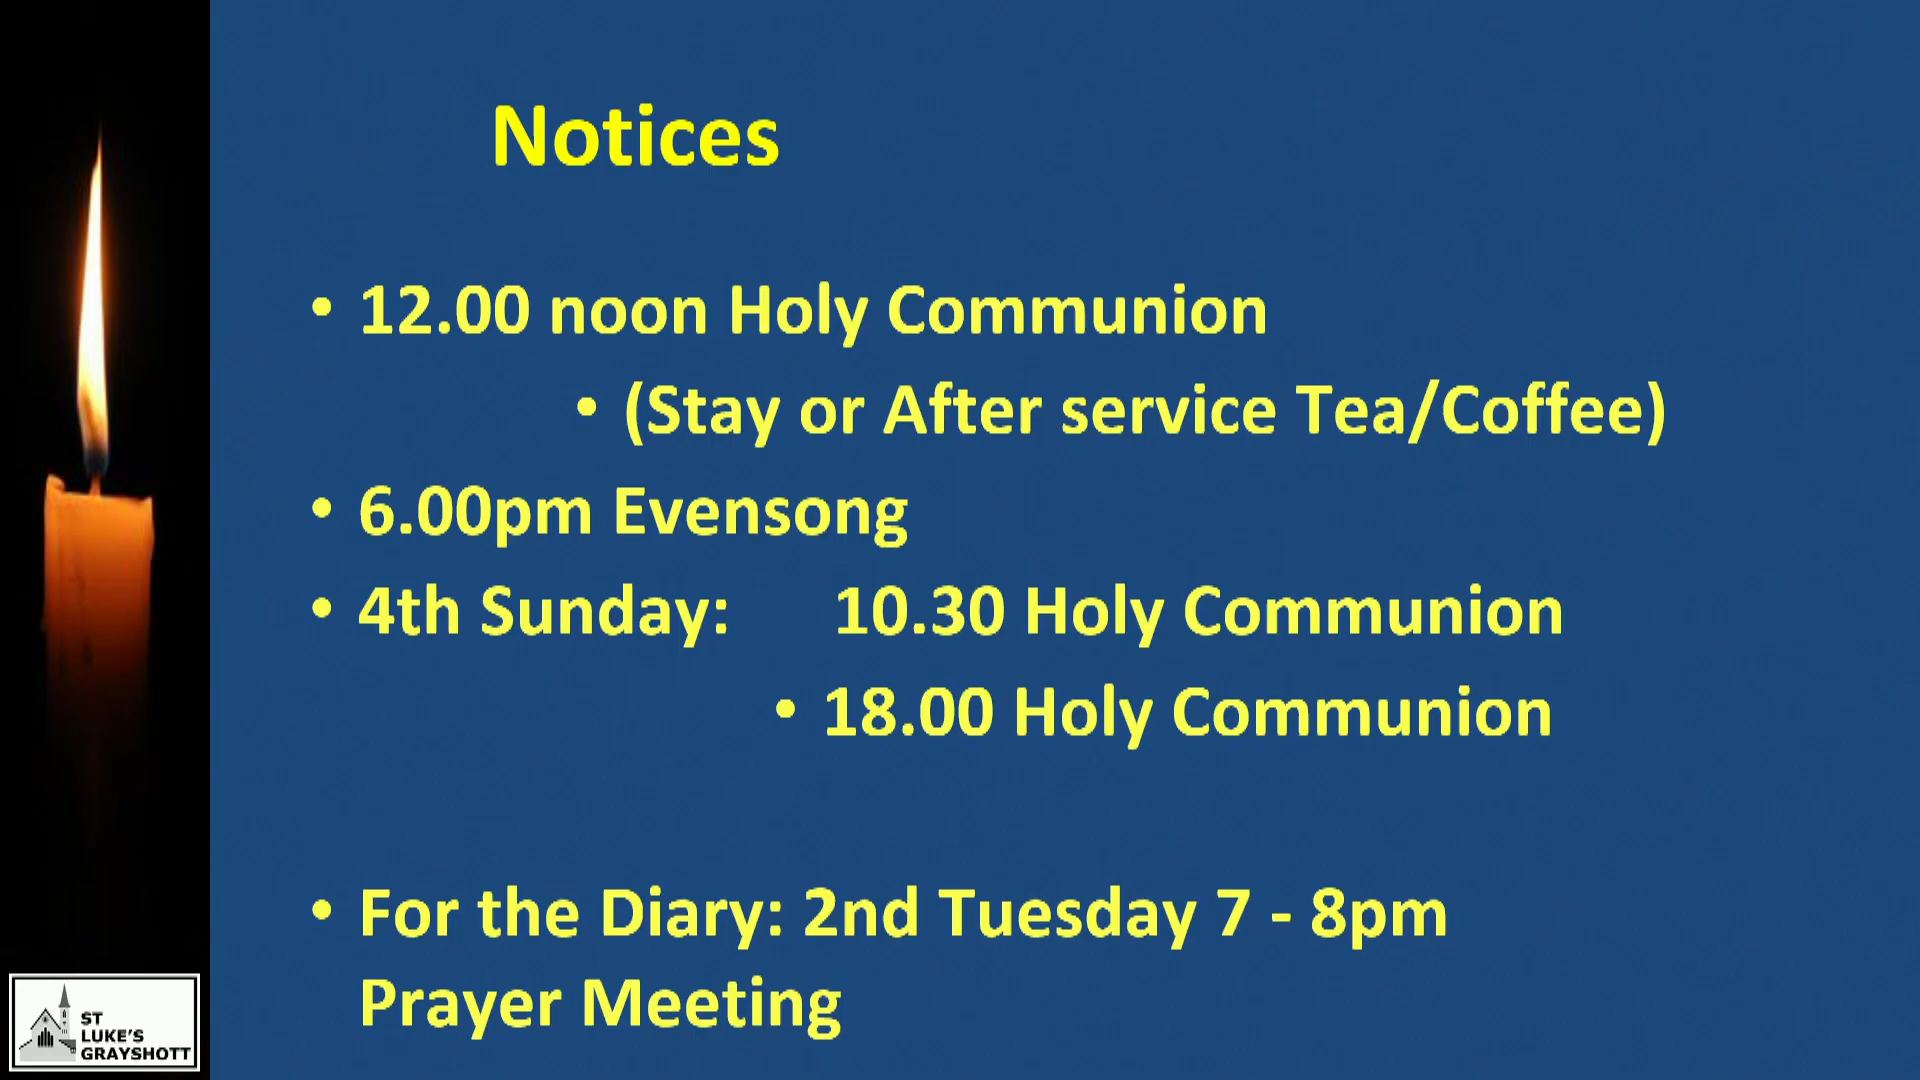 Notices
• 12.00 noon Holy Communion
• (Stay or After service Tea/Coffee)
• 6.00pm Evensong
• 4th Sunday: 10.30 Holy Communion
• 18.00 Holy Communion
• For the Diary: 2nd Tuesday 7 - 8pm
Prayer Meeting
ST
LUKE'S
GRAYSHOTT